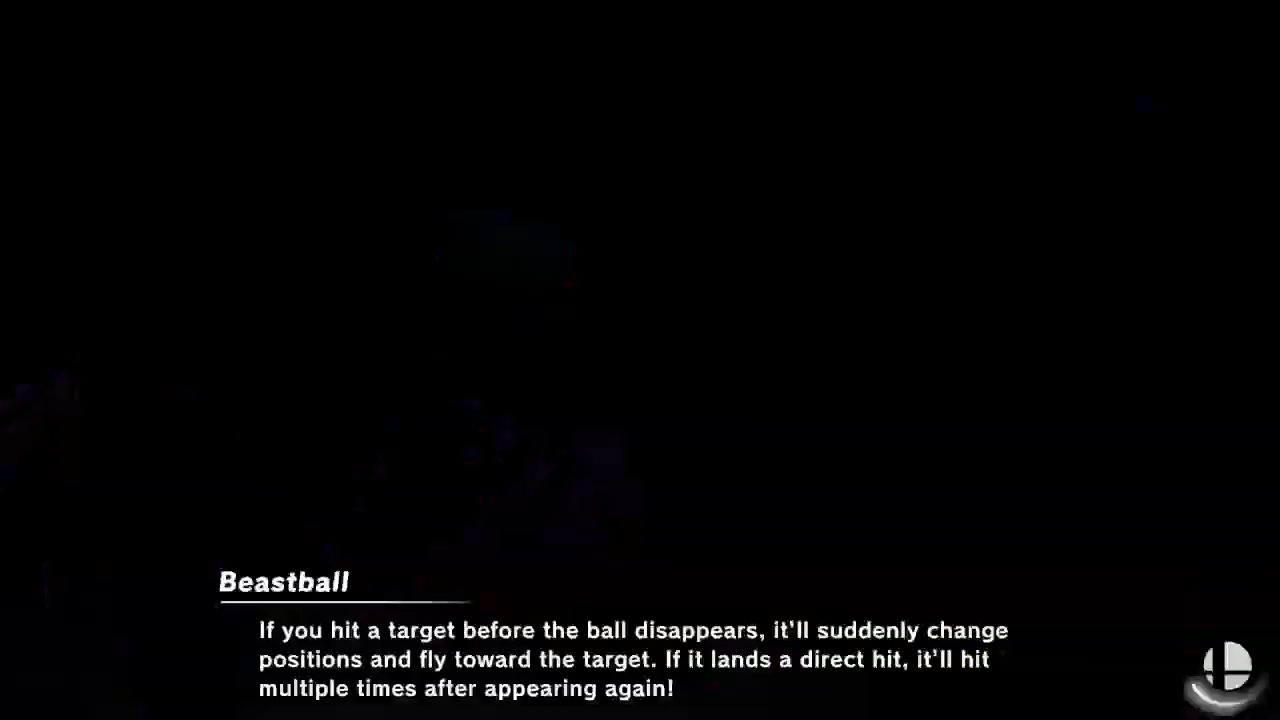 Beastball
If you hit a target before the ball disappears, it'll suddenly change
positions and fly toward the target. If it lands a direct hit, it'll hit
multiple times after appearing again!